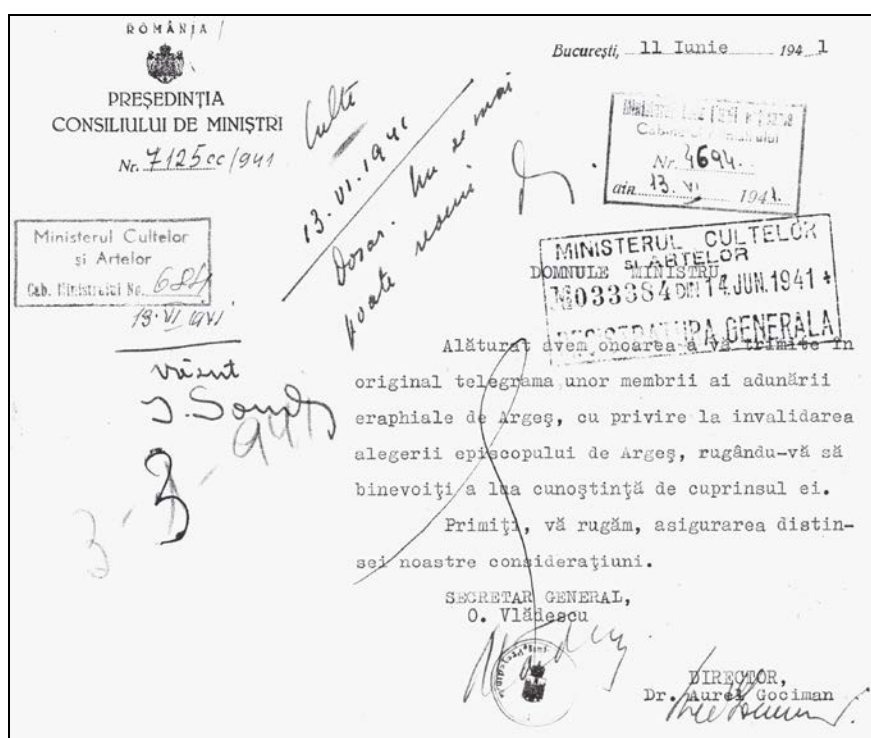 ROMÂNIA
PREŞEDINŢIA
CONSILIULUI DE MINIŞTRI
Nr. 7125 cc/941
Bucureşti, 11 Iunie 1941
Culte
13.VI.1941
Dosar. Nu se mai
poate reveni
Cabinetul
Nr. 4694.
din 13. VI 1941.
Ministerul Cultelor
şi Artelor
Cab. Ministrului No. 684
13.VI 1941
văzut
MINISTERUL CULTELOR
ŞI ARTELOR
DOMNULE MINISTRU
№ 033384 DIN 14.JUN.1941
REGISTRATURA GENERALA
Alăturat avem onoarea a vă trimite în
original telegrama unor membrii ai adunării
eraphiale de Argeş, cu privire la invalidarea
alegerii episcopului de Argeş, rugându-vă să
binevoiţi a lua cunoştinţă de cuprinsul ei.
Primiţi, vă rugăm, asigurarea distin-
sei noastre consideraţiuni.
SECRETAR GENERAL,
O. Vlădescu
DIRECTOR,
Dr. Aurel Gociman